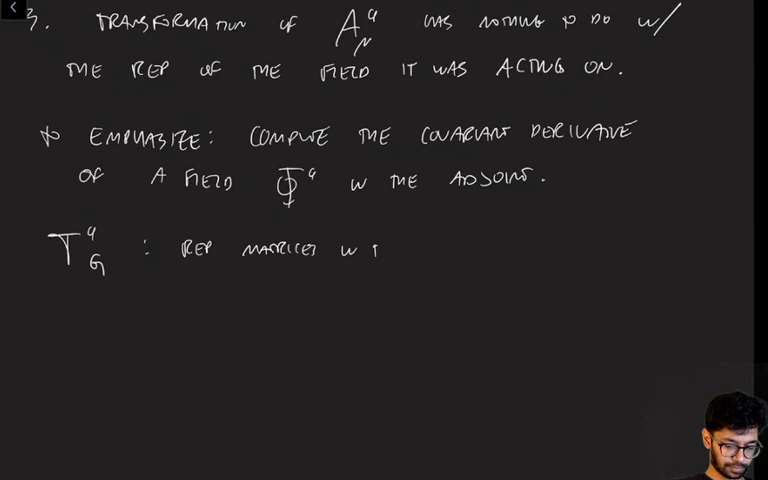 3. TRANSFORMATION OF A^a_μ HAS NOTHING TO DO W/
THE REP OF THE FIELD IT WAS ACTING ON.
TO EMPHASIZE: COMPUTE THE COVARIANT DERIVATIVE
OF A FIELD Φ^a IN THE ADJOINT.
T^a_G : REP MATRICES IN T